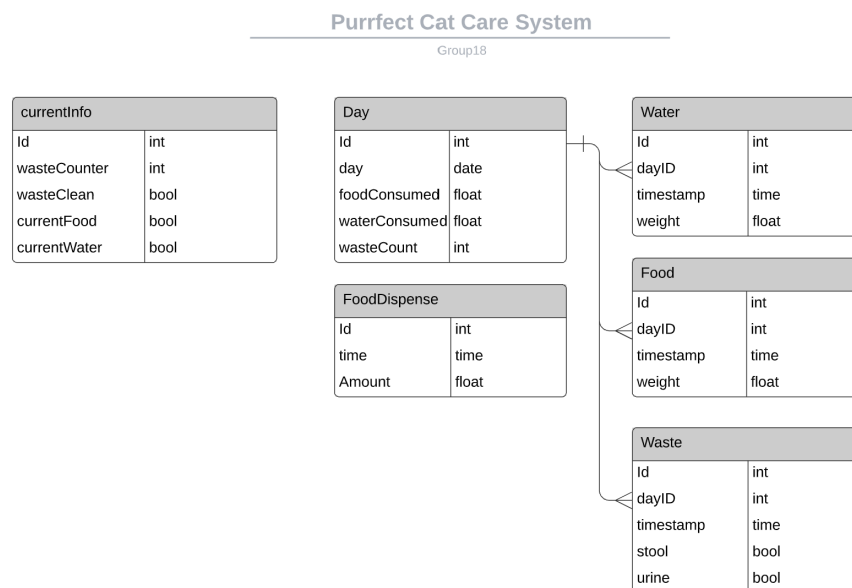 Purrfect Cat Care System
Group18
currentInfo
Id int
wasteCounter int
wasteClean bool
currentFood bool
currentWater bool
Day
Id int
day date
foodConsumed float
waterConsumed float
wasteCount int
FoodDispense
Id int
time time
Amount float
Water
Id int
dayID int
timestamp time
weight float
Food
Id int
dayID int
timestamp time
weight float
Waste
Id int
dayID int
timestamp time
stool bool
urine bool